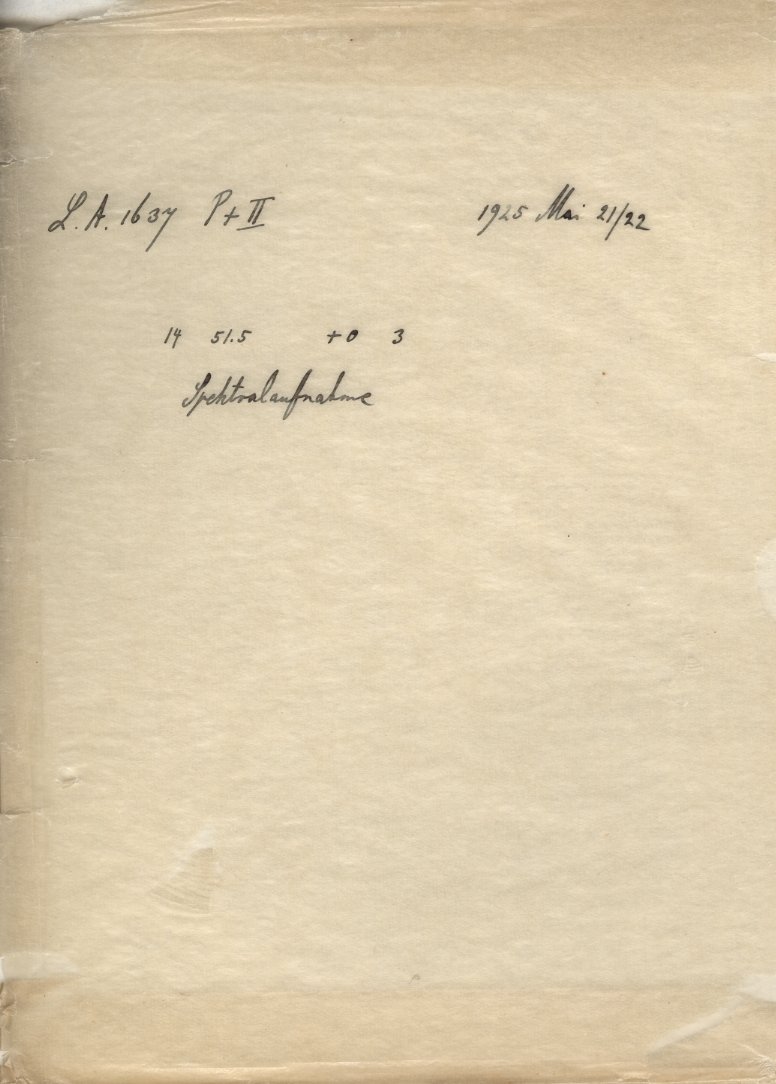 L. A. 1637 P+II 1925 Mai 21/22
14 51.5 +0 3
Spektralaufnahme